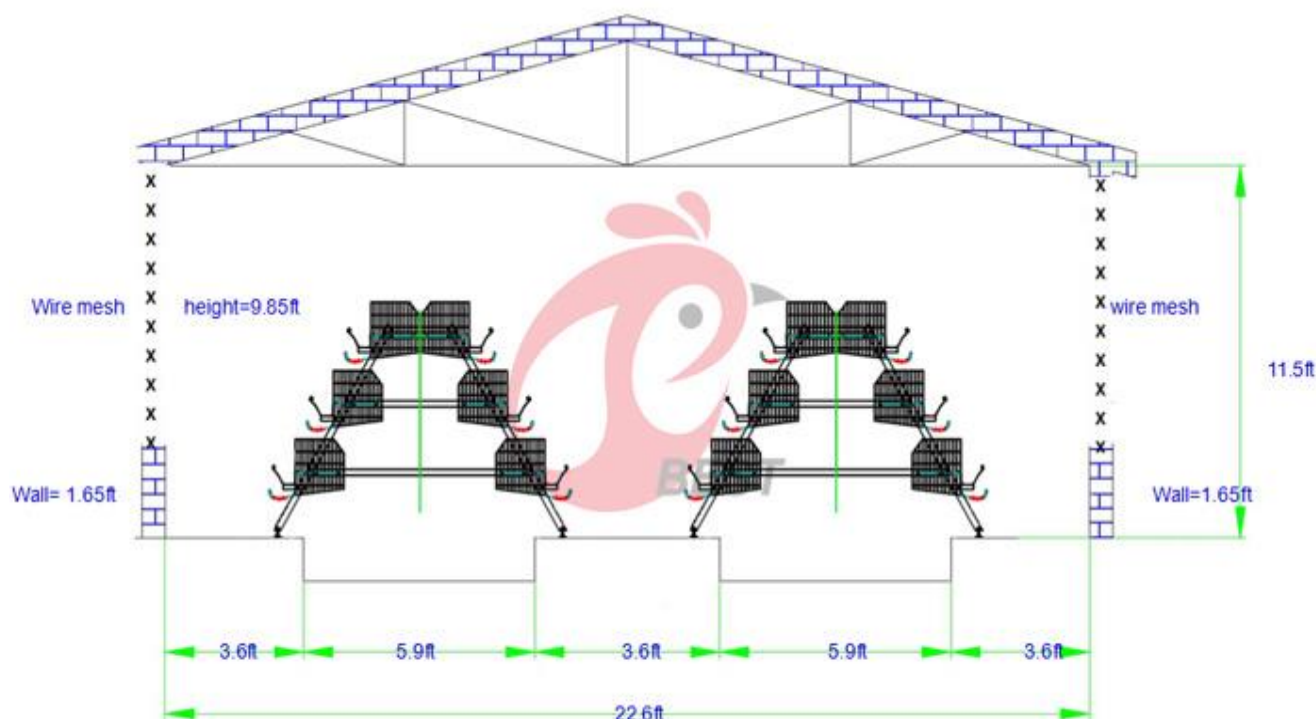 Wire mesh
height=9.85ft
wire mesh
11.5ft
Wall= 1.65ft
Wall=1.65ft
3.6ft
5.9ft
3.6ft
5.9ft
3.6ft
22.6ft